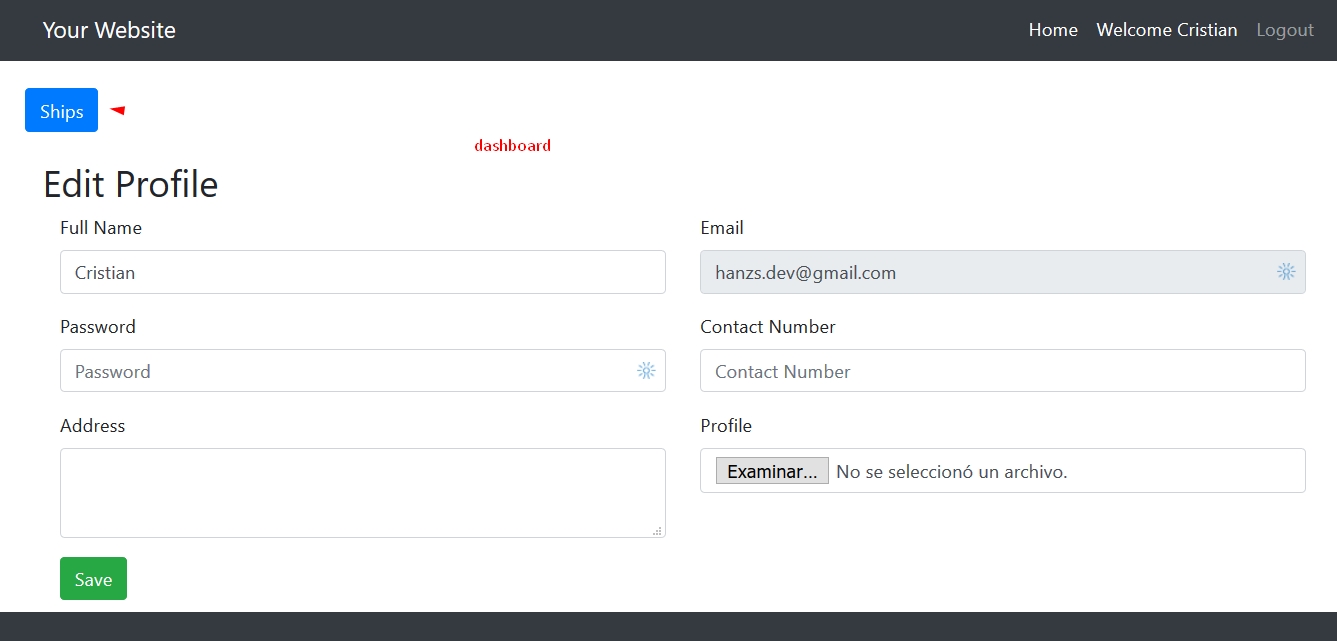 Your Website
Home Welcome Cristian Logout
Ships
dashboard
Edit Profile
Full Name
Cristian
Email
hanzs.dev@gmail.com
Password
Password
Contact Number
Contact Number
Address
Profile
Examinar... No se seleccionó un archivo.
Save